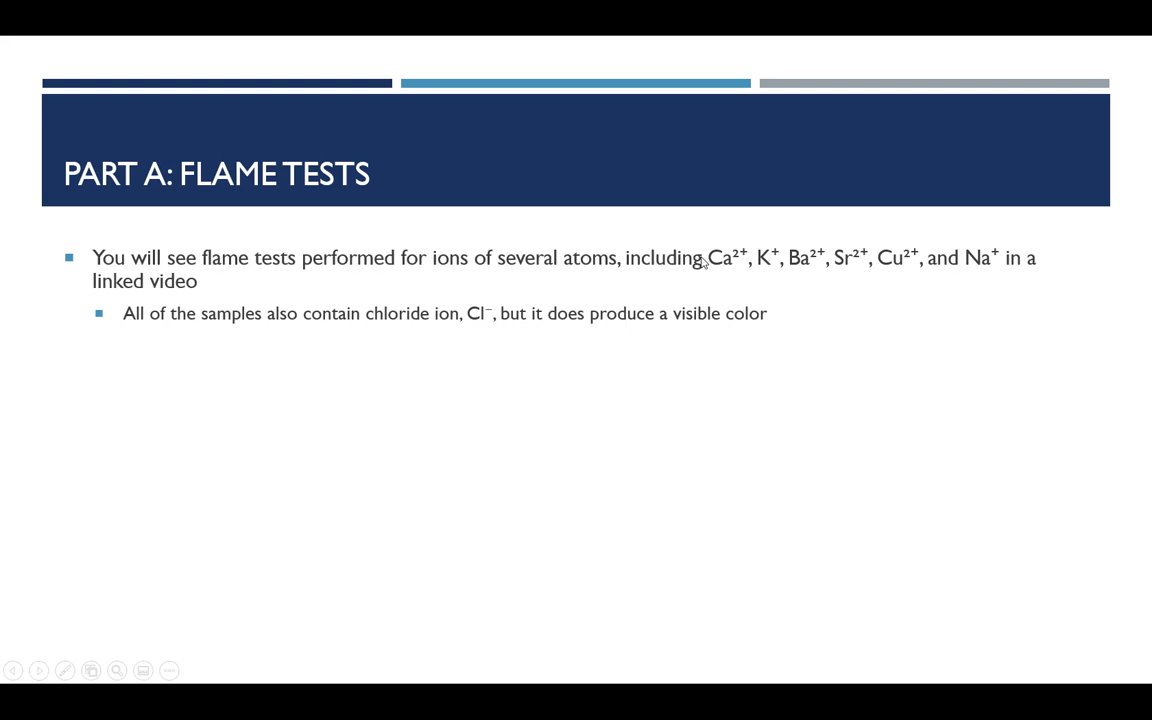 PART A: FLAME TESTS
You will see flame tests performed for ions of several atoms, including Ca²⁺, K⁺, Ba²⁺, Sr²⁺, Cu²⁺, and Na⁺ in a
linked video
All of the samples also contain chloride ion, Cl⁻, but it does produce a visible color